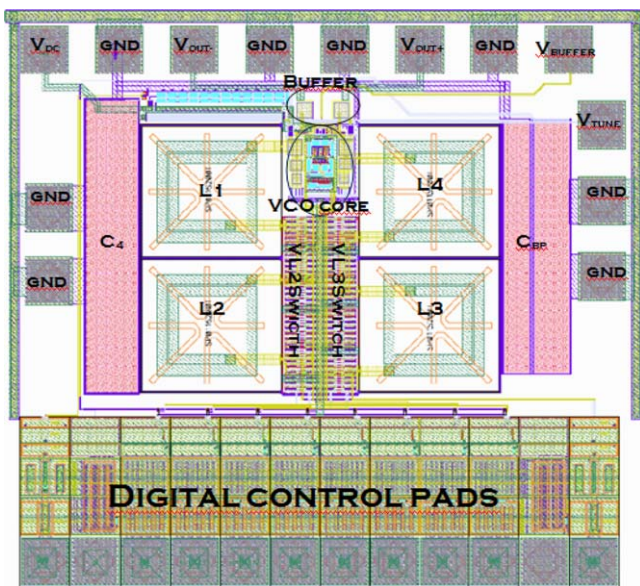 VDC GND VOUT- GND GND VOUT+ GND VBUFFER
BUFFER
VTUNE
L1 L4
GND GND
VCO CORE
C4 CBP
VL2SWICTH VL3SWITCH
GND GND
L2 L3
DIGITAL CONTROL PADS